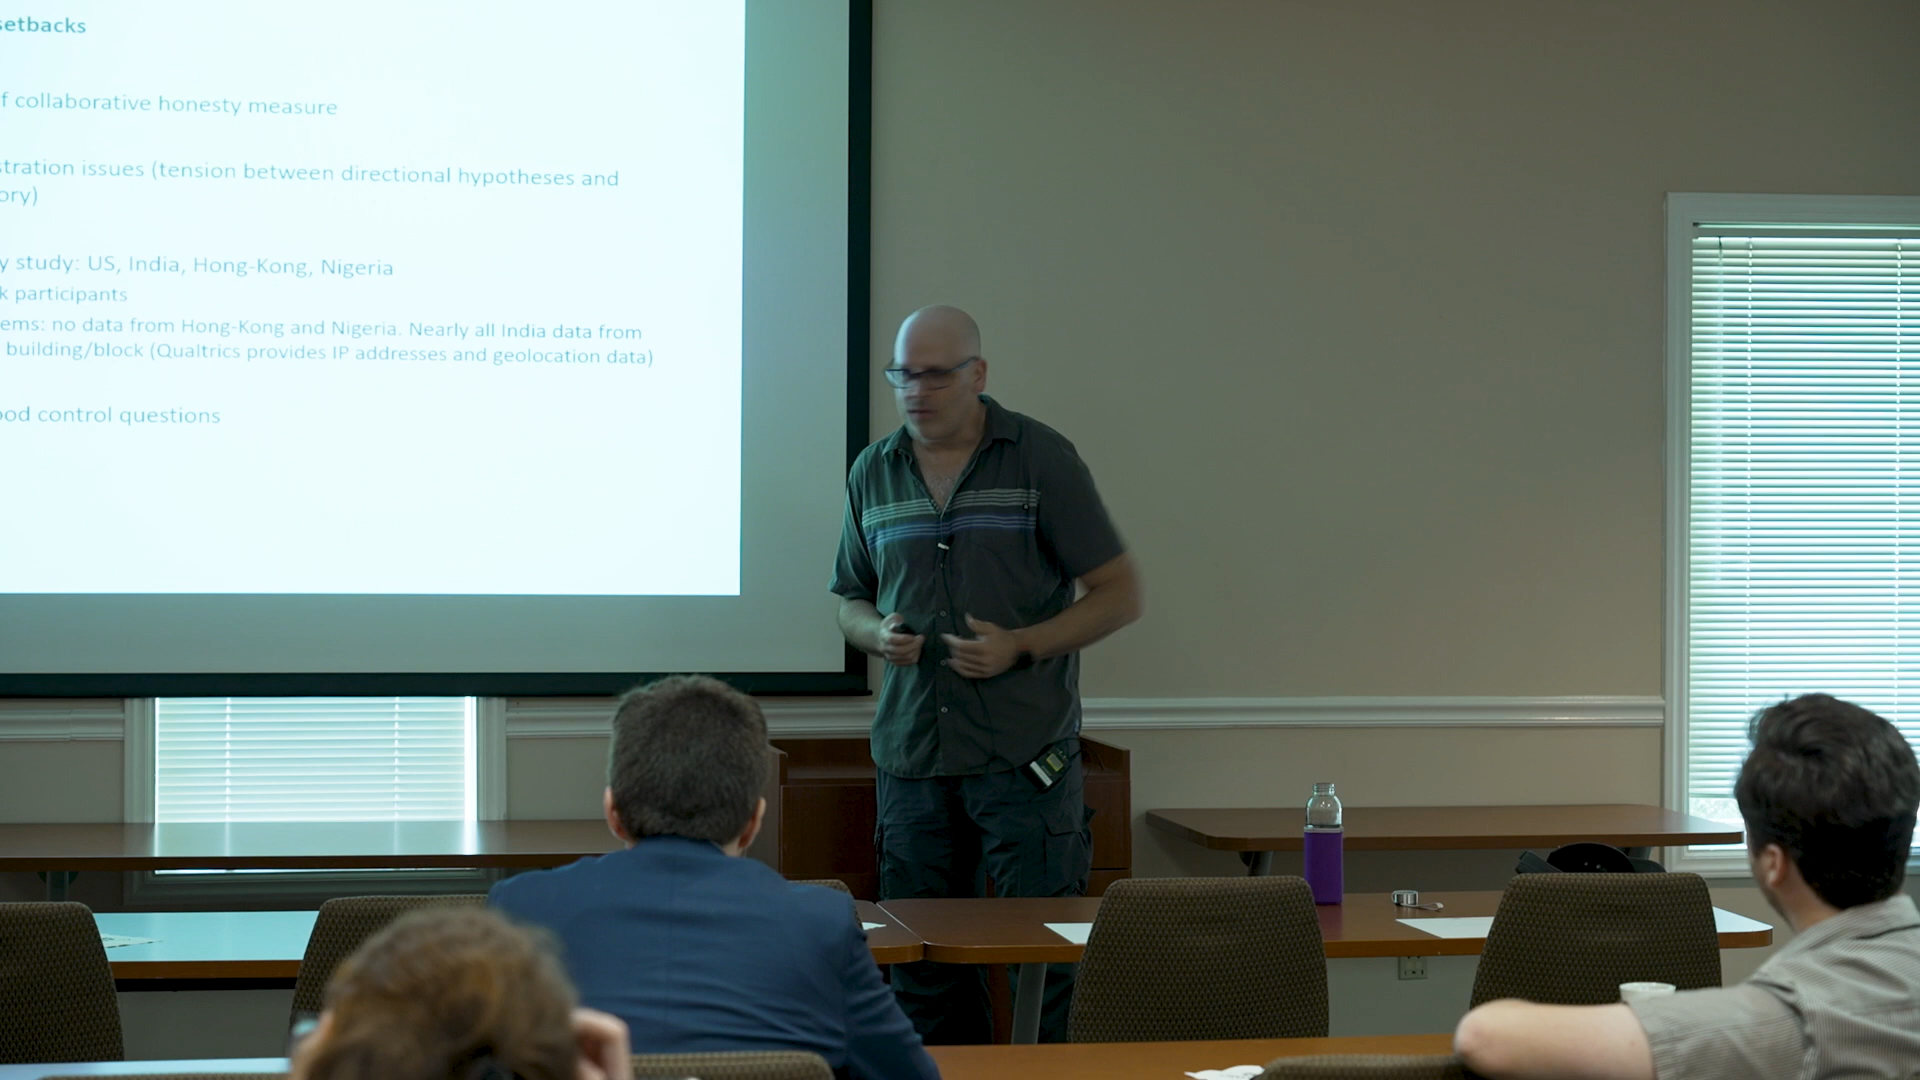 setbacks
f collaborative honesty measure
stration issues (tension between directional hypotheses and
ory)
y study: US, India, Hong-Kong, Nigeria
k participants
ems: no data from Hong-Kong and Nigeria. Nearly all India data from
building/block (Qualtrics provides IP addresses and geolocation data)
ood control questions